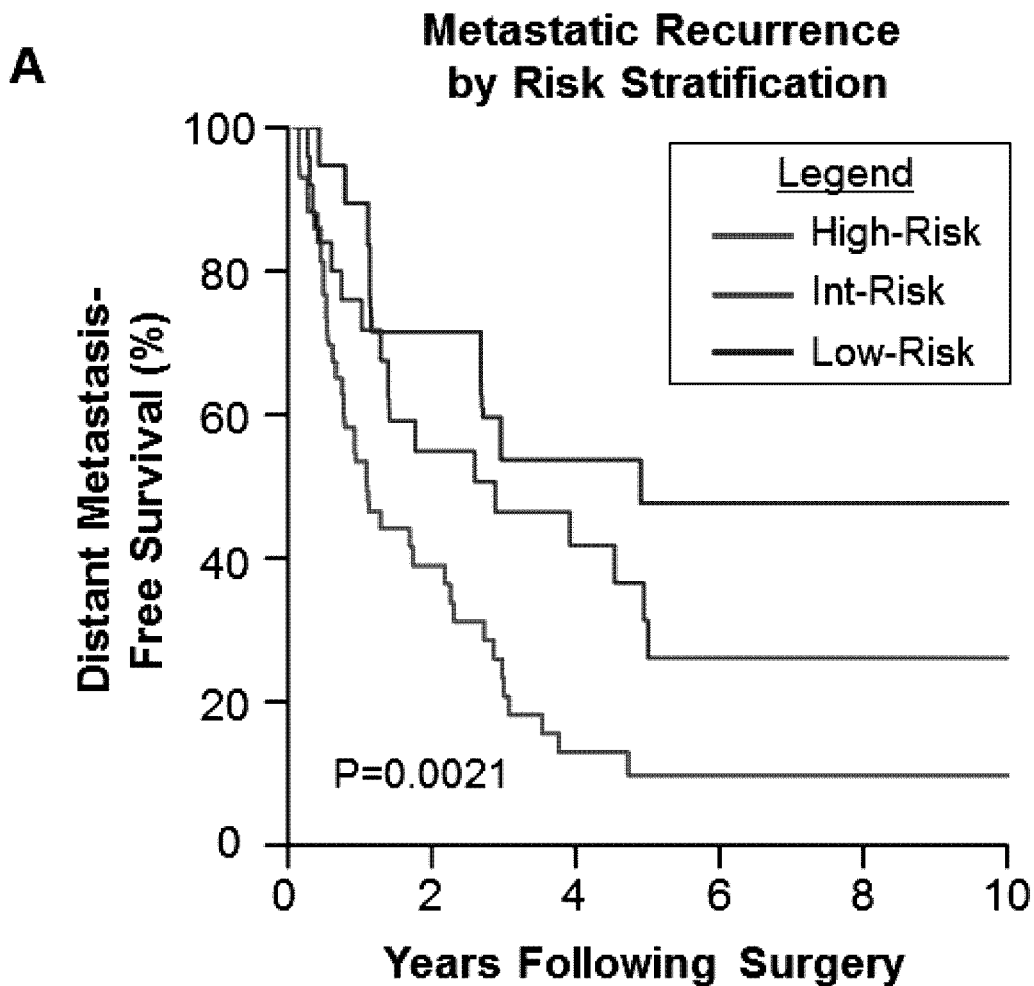 A
Metastatic Recurrence
by Risk Stratification
Distant Metastasis-
Free Survival (%)
100
80
60
40
20
0
Legend
High-Risk
Int-Risk
Low-Risk
P=0.0021
0 2 4 6 8 10
Years Following Surgery